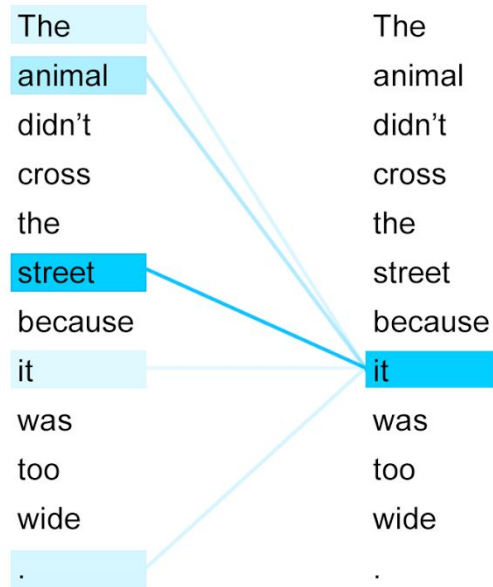 The
animal
didn't
cross
the
street
because
it
was
too
wide
.
The
animal
didn't
cross
the
street
because
it
was
too
wide
.